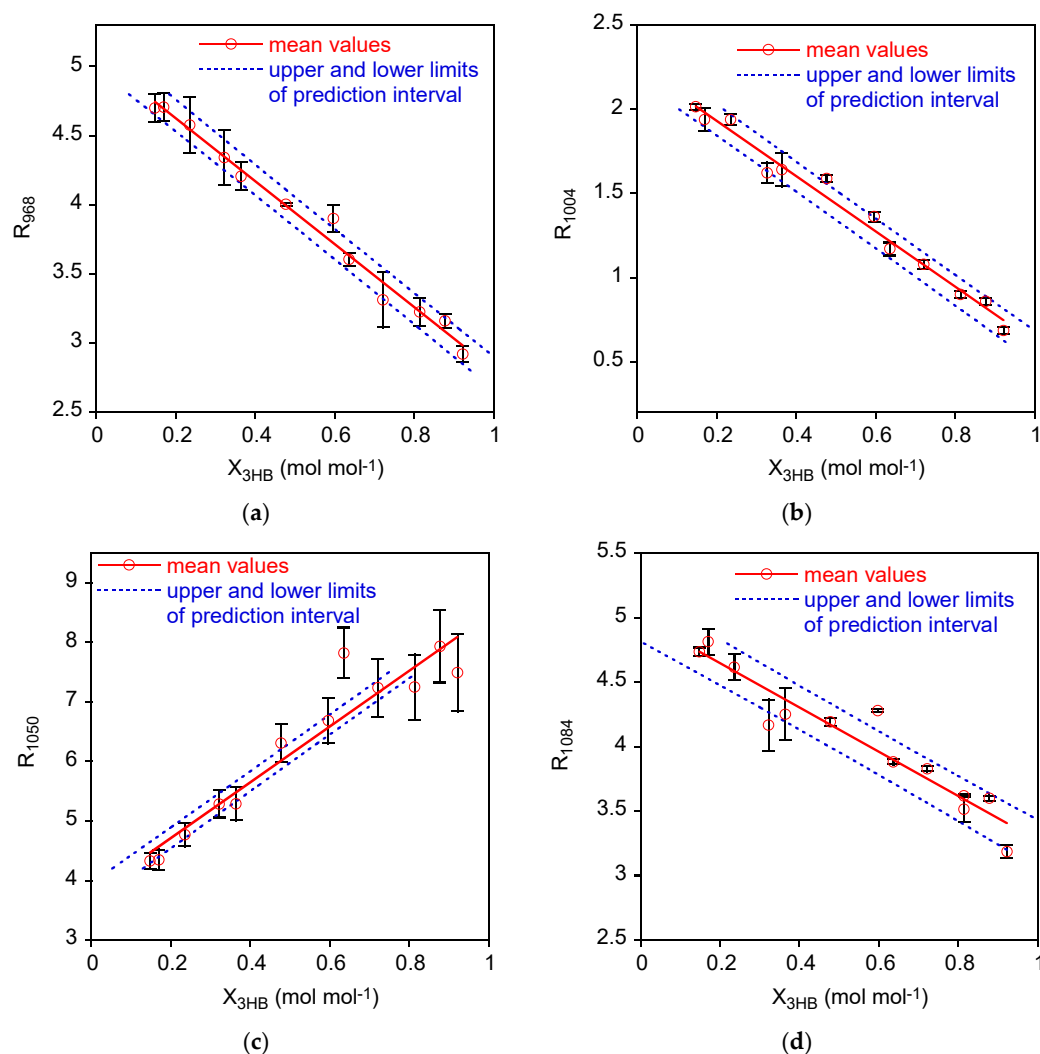 mean values
upper and lower limits
of prediction interval
5
4.5
4
3.5
3
2.5
R968
0 0.2 0.4 0.6 0.8 1
X3HB (mol mol-1)
(a)
mean values
upper and lower limits
of prediction interval
2.5
2
1.5
1
0.5
R1004
0 0.2 0.4 0.6 0.8 1
X3HB (mol mol-1)
(b)
mean values
upper and lower limits
of prediction interval
9
8
7
6
5
4
3
R1050
0 0.2 0.4 0.6 0.8 1
X3HB (mol mol-1)
(c)
mean values
upper and lower limits
of prediction interval
5.5
5
4.5
4
3.5
3
2.5
R1084
0 0.2 0.4 0.6 0.8 1
X3HB (mol mol-1)
(d)